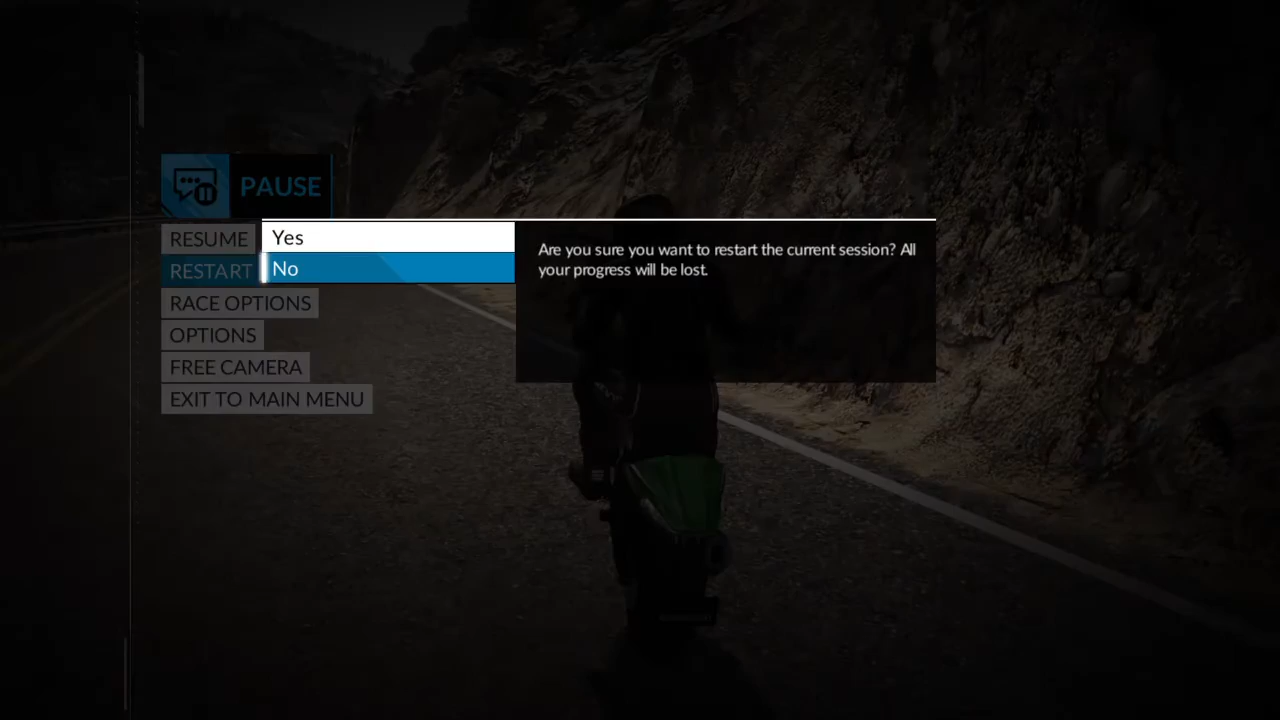 PAUSE
RESUME
RESTART
RACE OPTIONS
OPTIONS
FREE CAMERA
EXIT TO MAIN MENU
Yes
No
Are you sure you want to restart the current session? All
your progress will be lost.